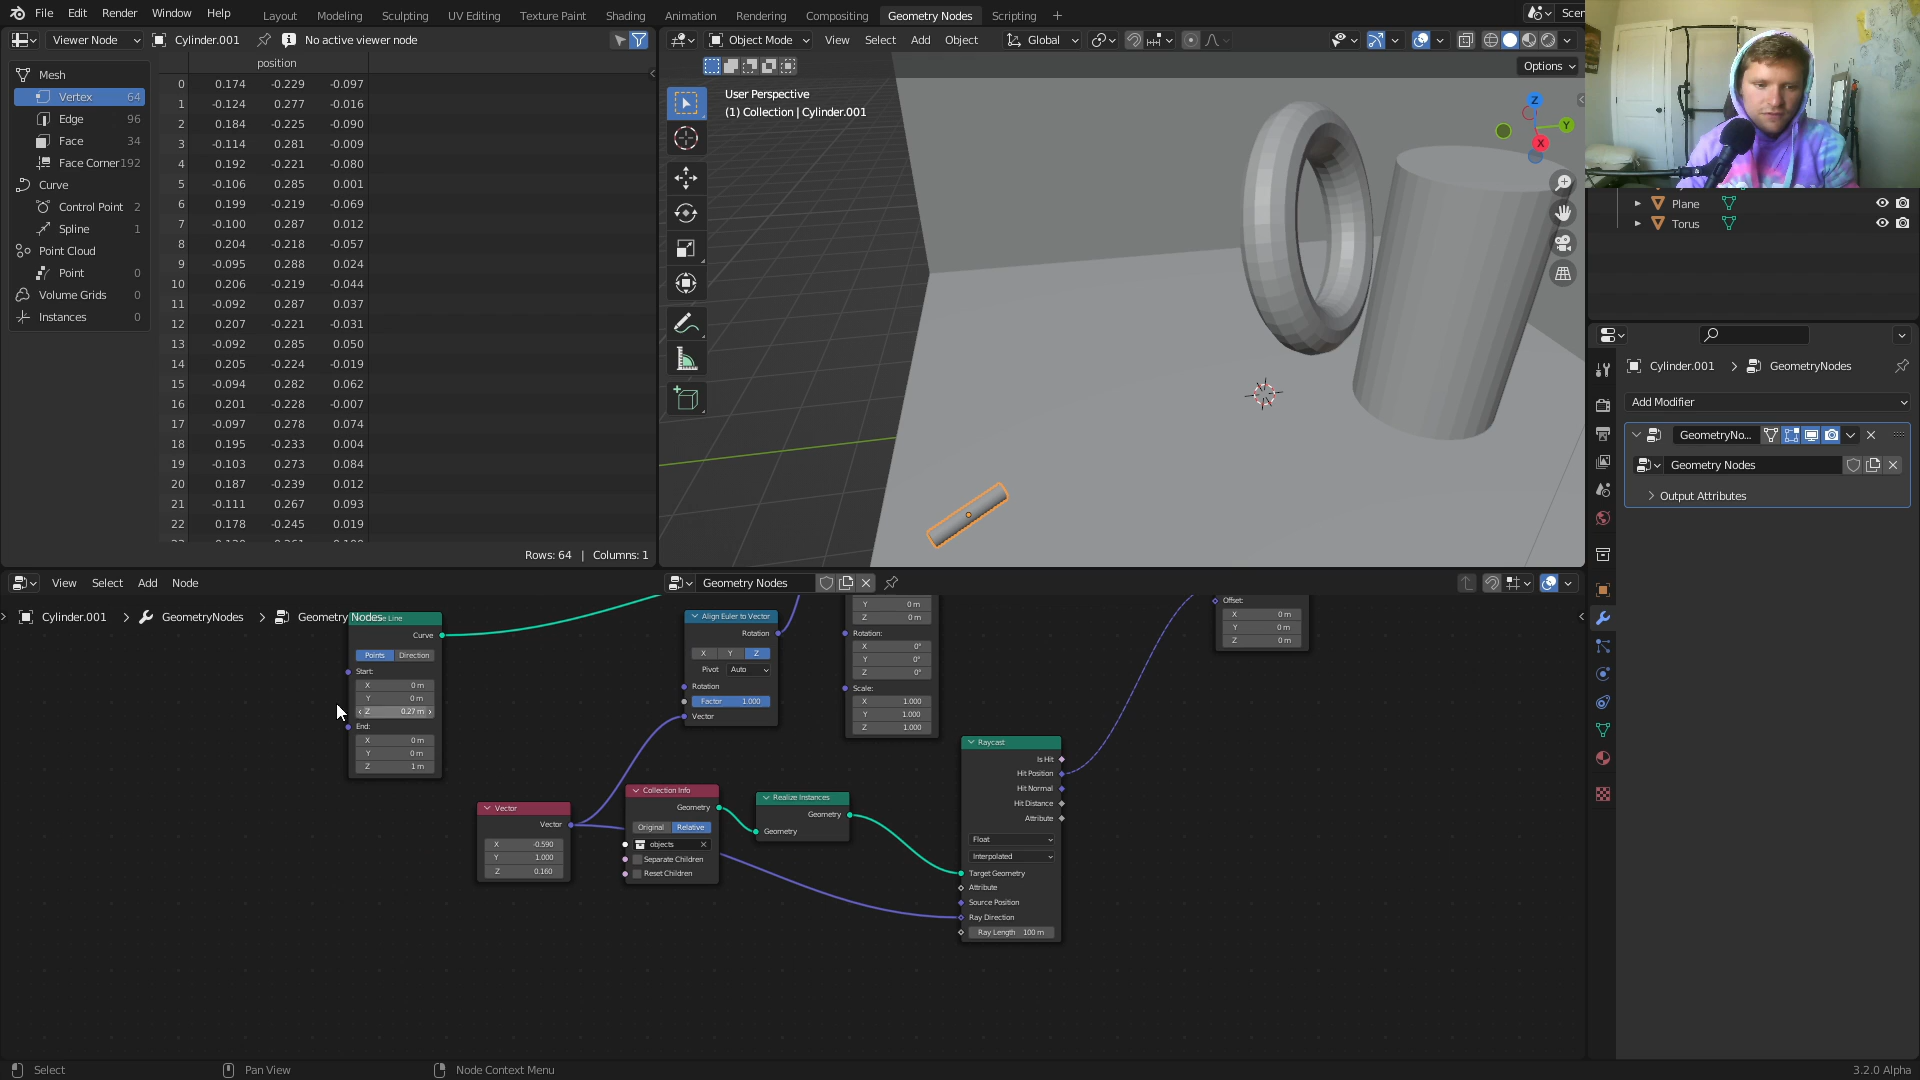 File Edit Render Window Help Layout Modeling Sculpting UV Editing Texture Paint Shading Animation Rendering Compositing Geometry Nodes Scripting +
Viewer Node Cylinder.001 No active viewer node
Object Mode View Select Add Object Global
Options
position
Mesh
Vertex 64
Edge 96
Face 34
Face Corner 192
Curve
Control Point 2
Spline 1
Point Cloud
Point 0
Volume Grids 0
Instances 0
0 0.174 -0.229 -0.097
1 -0.124 0.277 -0.016
2 0.184 -0.225 -0.090
3 -0.114 0.281 -0.009
4 0.192 -0.221 -0.080
5 -0.106 0.285 0.001
6 0.199 -0.219 -0.069
7 -0.100 0.287 0.012
8 0.204 -0.218 -0.057
9 -0.095 0.288 0.024
10 0.206 -0.219 -0.044
11 -0.092 0.287 0.037
12 0.207 -0.221 -0.031
13 -0.092 0.285 0.050
14 0.205 -0.224 -0.019
15 -0.094 0.282 0.062
16 0.201 -0.228 -0.007
17 -0.097 0.278 0.074
18 0.195 -0.233 0.004
19 -0.103 0.273 0.084
20 0.187 -0.239 0.012
21 -0.111 0.267 0.093
22 0.178 -0.245 0.019
Rows: 64 | Columns: 1
User Perspective
(1) Collection | Cylinder.001
Z
Y
X
Plane
Torus
Cylinder.001 > GeometryNodes
Add Modifier
GeometryNo...
Geometry Nodes
Output Attributes
View Select Add Node Geometry Nodes
Cylinder.001 > GeometryNodes > Geometry Nodes
Line
Curve
Points Direction
Start:
X 0 m
Y 0 m
Z 0.27 m
End:
X 0 m
Y 0 m
Z 1 m
Align Euler to Vector
Rotation
X Y Z
Pivot Auto
Rotation
Factor 1.000
Vector
Y 0 m
Z 0 m
Rotation:
X 0°
Y 0°
Z 0°
Scale:
X 1.000
Y 1.000
Z 1.000
Offset:
X 0 m
Y 0 m
Z 0 m
Vector
Vector
X -0.590
Y 1.000
Z 0.160
Collection Info
Geometry
Original Relative
objects
Separate Children
Reset Children
Realize Instances
Geometry
Geometry
Raycast
Is Hit
Hit Position
Hit Normal
Hit Distance
Attribute
Float
Interpolated
Target Geometry
Attribute
Source Position
Ray Direction
Ray Length 100 m
Select Pan View Node Context Menu 3.2.0 Alpha